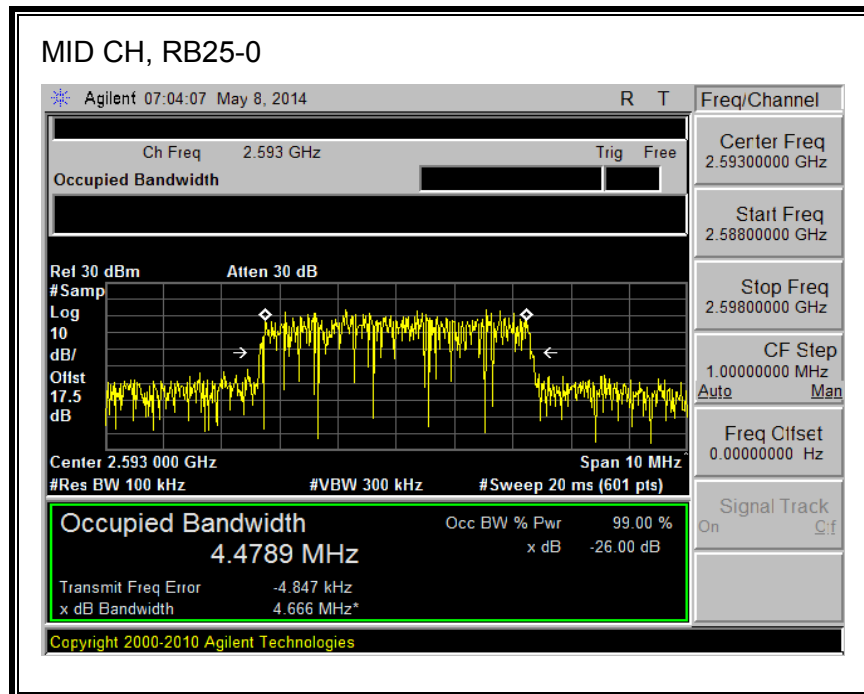 MID CH, RB25-0
Agilent 07:04:07 May 8, 2014 R T
Freq/Channel
Ch Freq 2.593 GHz Trig Free
Occupied Bandwidth
Center Freq
2.59300000 GHz
Start Freq
2.58800000 GHz
Stop Freq
2.59800000 GHz
CF Step
1.00000000 MHz
Auto Man
Freq Offset
0.00000000 Hz
Signal Track
On Off
Ref 30 dBm Atten 30 dB
#Samp
Log
10
dB/
Offst
17.5
dB
Center 2.593 000 GHz Span 10 MHz^
#Res BW 100 kHz #VBW 300 kHz #Sweep 20 ms (601 pts)
Occupied Bandwidth Occ BW % Pwr 99.00 %
4.4789 MHz x dB -26.00 dB
Transmit Freq Error -4.847 kHz
x dB Bandwidth 4.666 MHz*
Copyright 2000-2010 Agilent Technologies